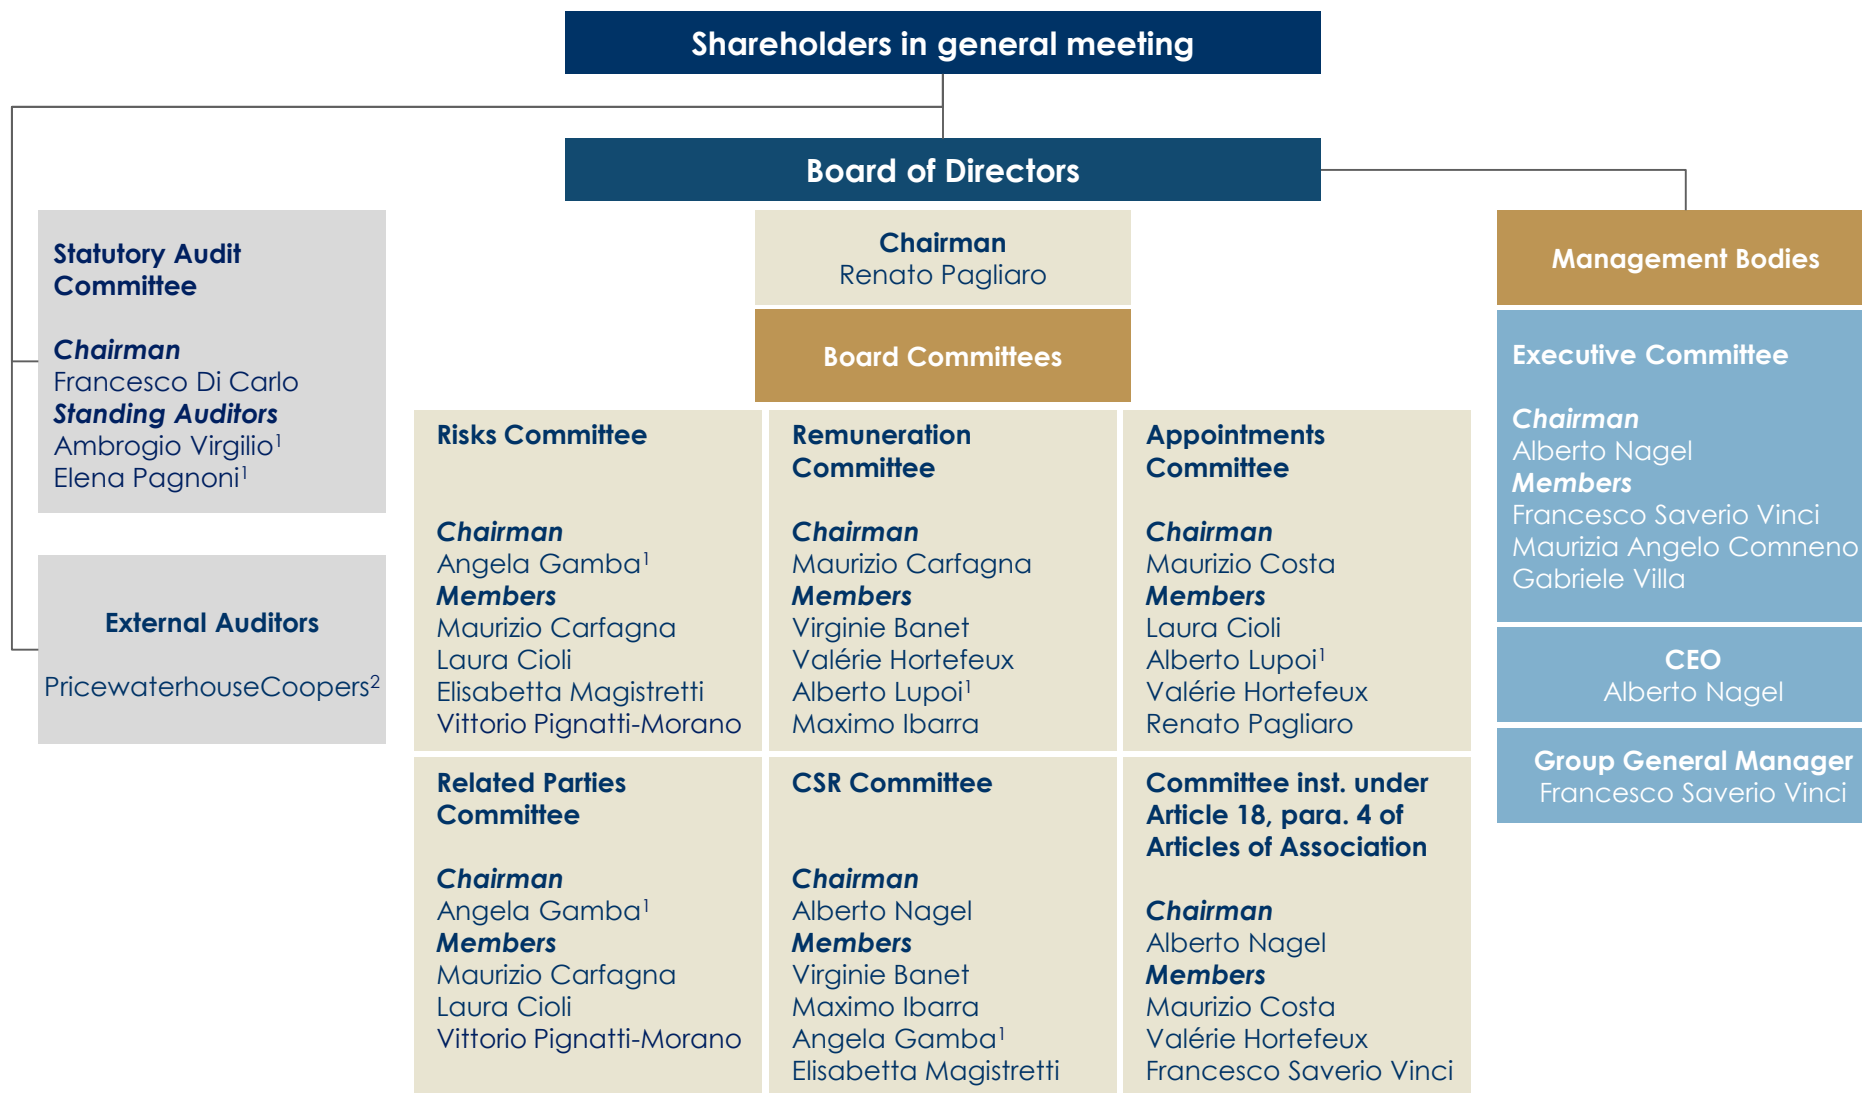 Shareholders in general meeting
Board of Directors
Statutory Audit
Committee
Chairman
Francesco Di Carlo
Standing Auditors
Ambrogio Virgilio¹
Elena Pagnoni¹
External Auditors
PricewaterhouseCoopers²
Chairman
Renato Pagliaro
Board Committees
Risks Committee
Chairman
Angela Gamba¹
Members
Maurizio Carfagna
Laura Cioli
Elisabetta Magistretti
Vittorio Pignatti-Morano
Remuneration
Committee
Chairman
Maurizio Carfagna
Members
Virginie Banet
Valérie Hortefeux
Alberto Lupoi¹
Maximo Ibarra
Appointments
Committee
Chairman
Maurizio Costa
Members
Laura Cioli
Alberto Lupoi¹
Valérie Hortefeux
Renato Pagliaro
Related Parties
Committee
Chairman
Angela Gamba¹
Members
Maurizio Carfagna
Laura Cioli
Vittorio Pignatti-Morano
CSR Committee
Chairman
Alberto Nagel
Members
Virginie Banet
Maximo Ibarra
Angela Gamba¹
Elisabetta Magistretti
Committee inst. under
Article 18, para. 4 of
Articles of Association
Chairman
Alberto Nagel
Members
Maurizio Costa
Valérie Hortefeux
Francesco Saverio Vinci
Management Bodies
Executive Committee
Chairman
Alberto Nagel
Members
Francesco Saverio Vinci
Maurizia Angelo Comneno
Gabriele Villa
CEO
Alberto Nagel
Group General Manager
Francesco Saverio Vinci